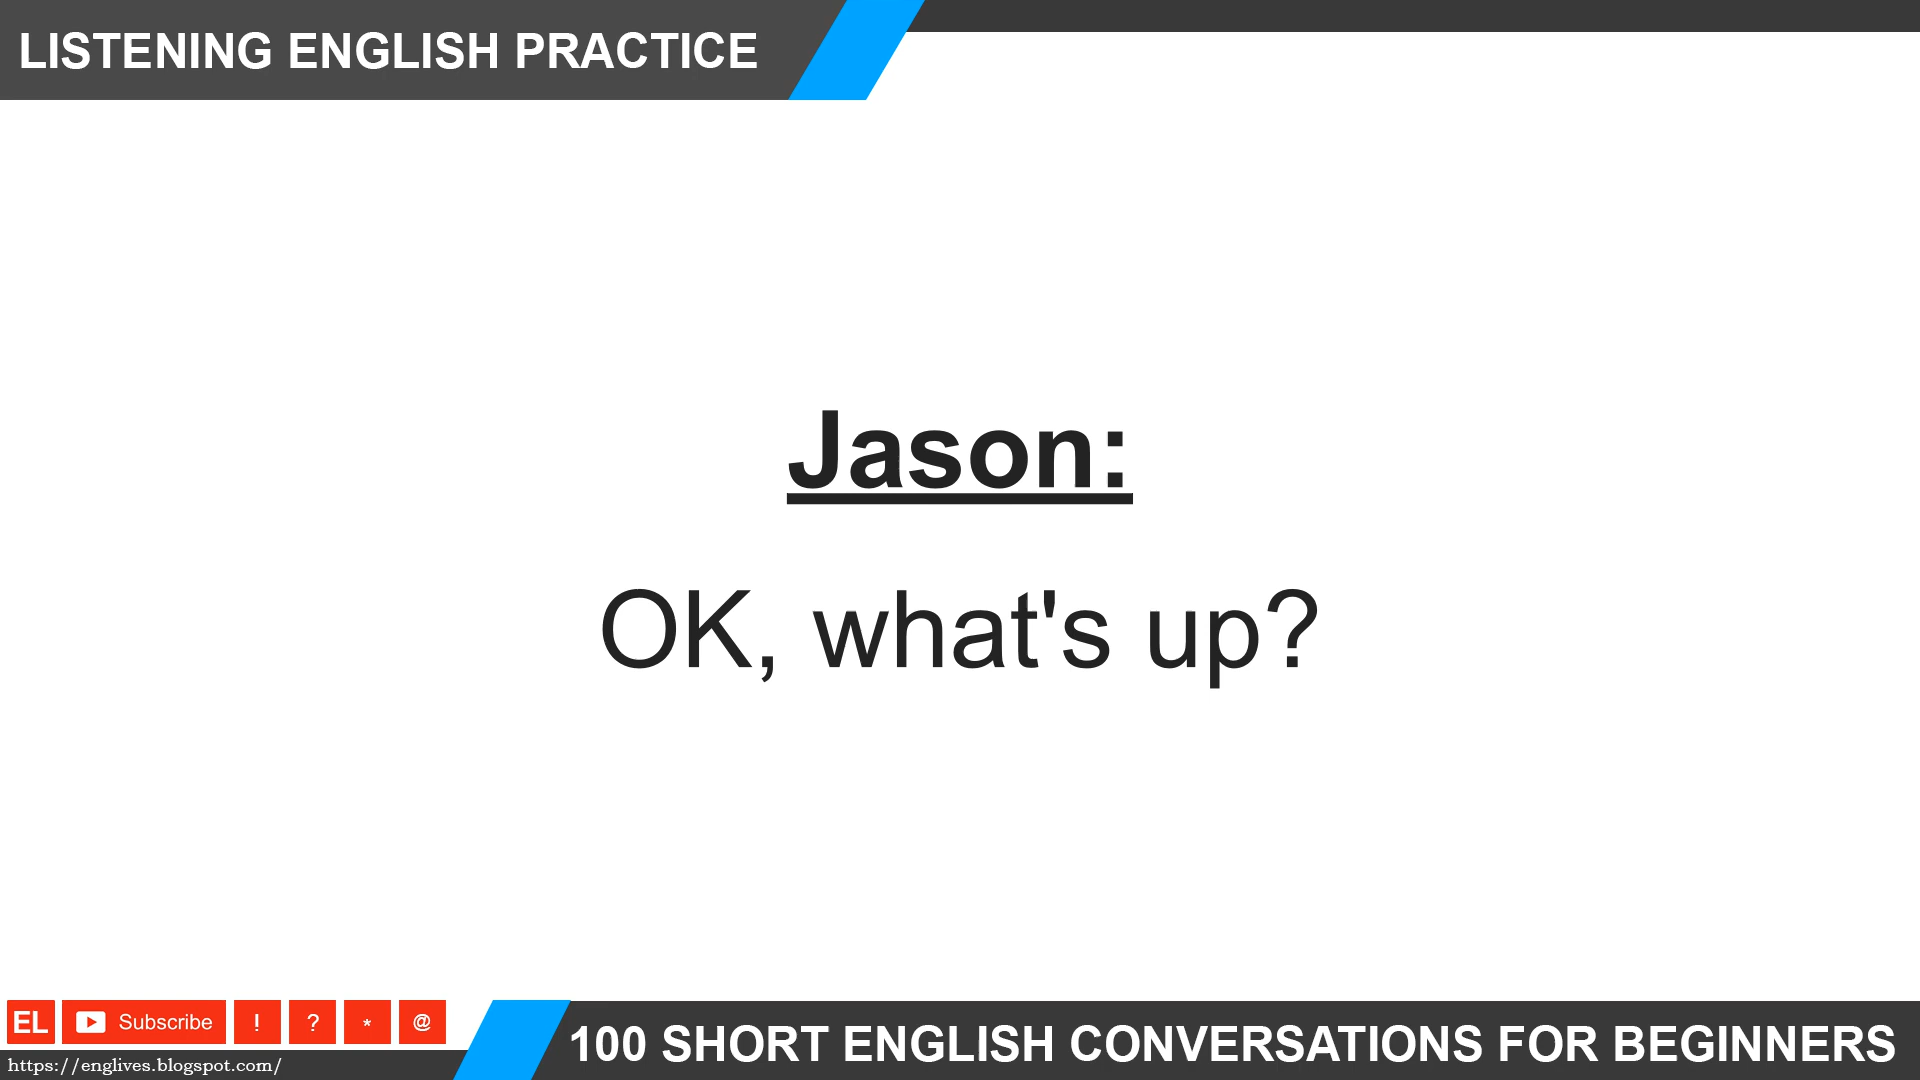 LISTENING ENGLISH PRACTICE
Jason:
OK, what's up?
EL Subscribe ! ? * @
https://englives.blogspot.com/
100 SHORT ENGLISH CONVERSATIONS FOR BEGINNERS